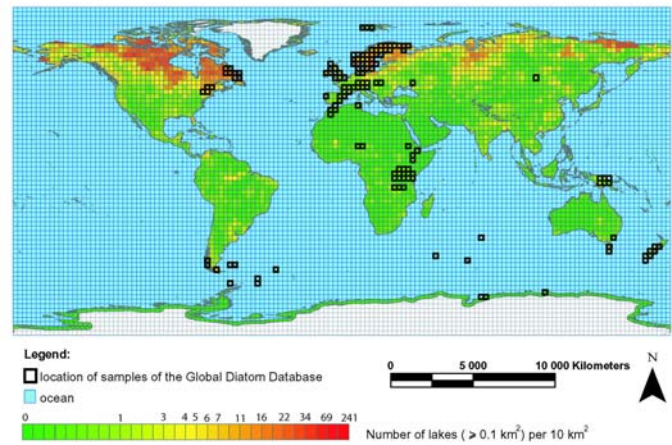 Legend:
location of samples of the Global Diatom Database
ocean
0 1 3 4 5 6 7 11 16 22 34 69 241
Number of lakes ( ⩾ 0.1 km²) per 10 km²
0 5 000 10 000 Kilometers
N